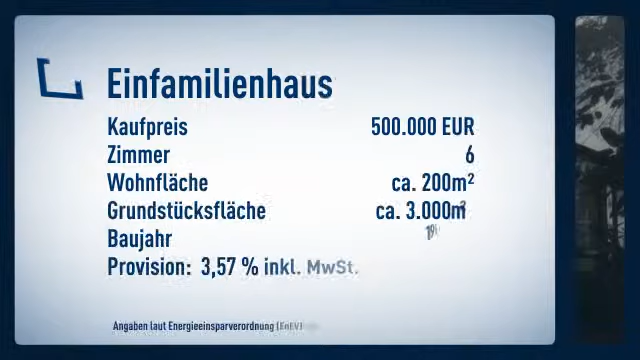 Einfamilienhaus
Kaufpreis 500.000 EUR
Zimmer 6
Wohnfläche ca. 200m²
Grundstücksfläche ca. 3.000m²
Baujahr
Provision: 3,57 % inkl. MwSt.
Angaben laut Energieeinsparverordnung (EnEV)